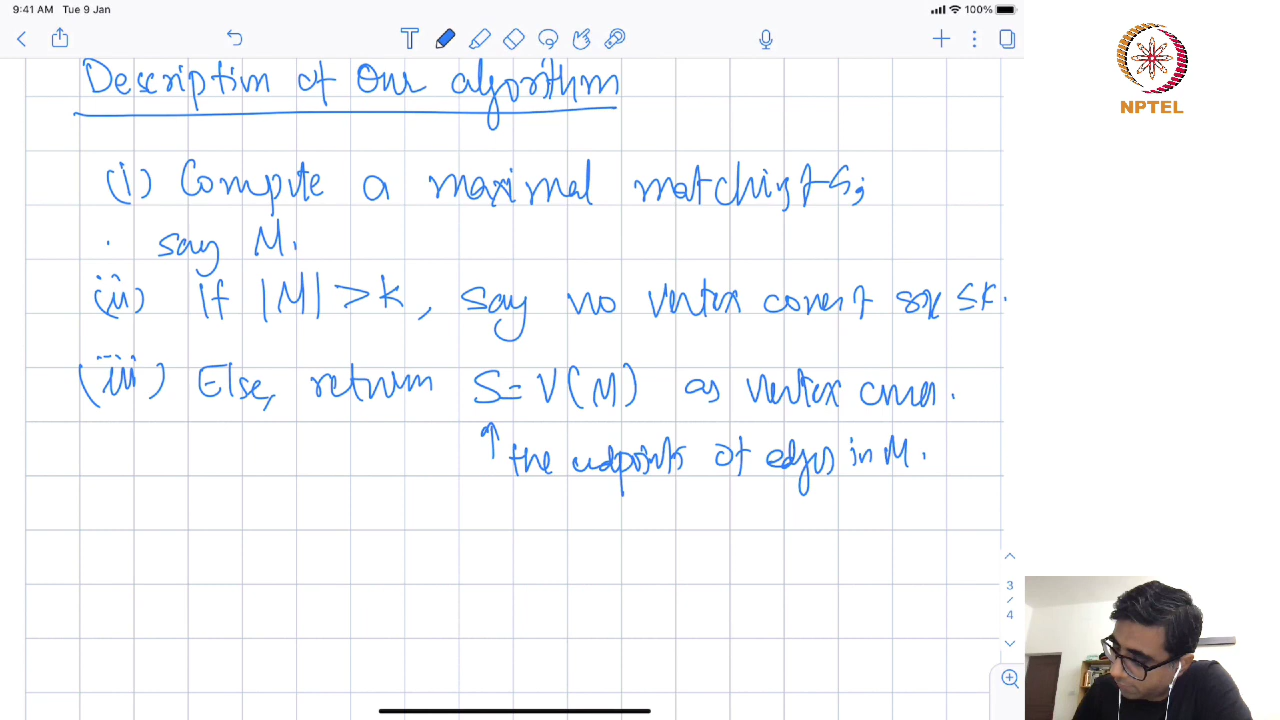 9:41 AM Tue 9 Jan
100%
NPTEL
Description of Our algorithm
(i) Compute a maximal matching of G;
say M.
(ii) If |M| > k, say no vertex cover of size ≤ k.
(iii) Else, return S = V(M) as vertex cover.
↑ the endpoints of edges in M.
3
/
4